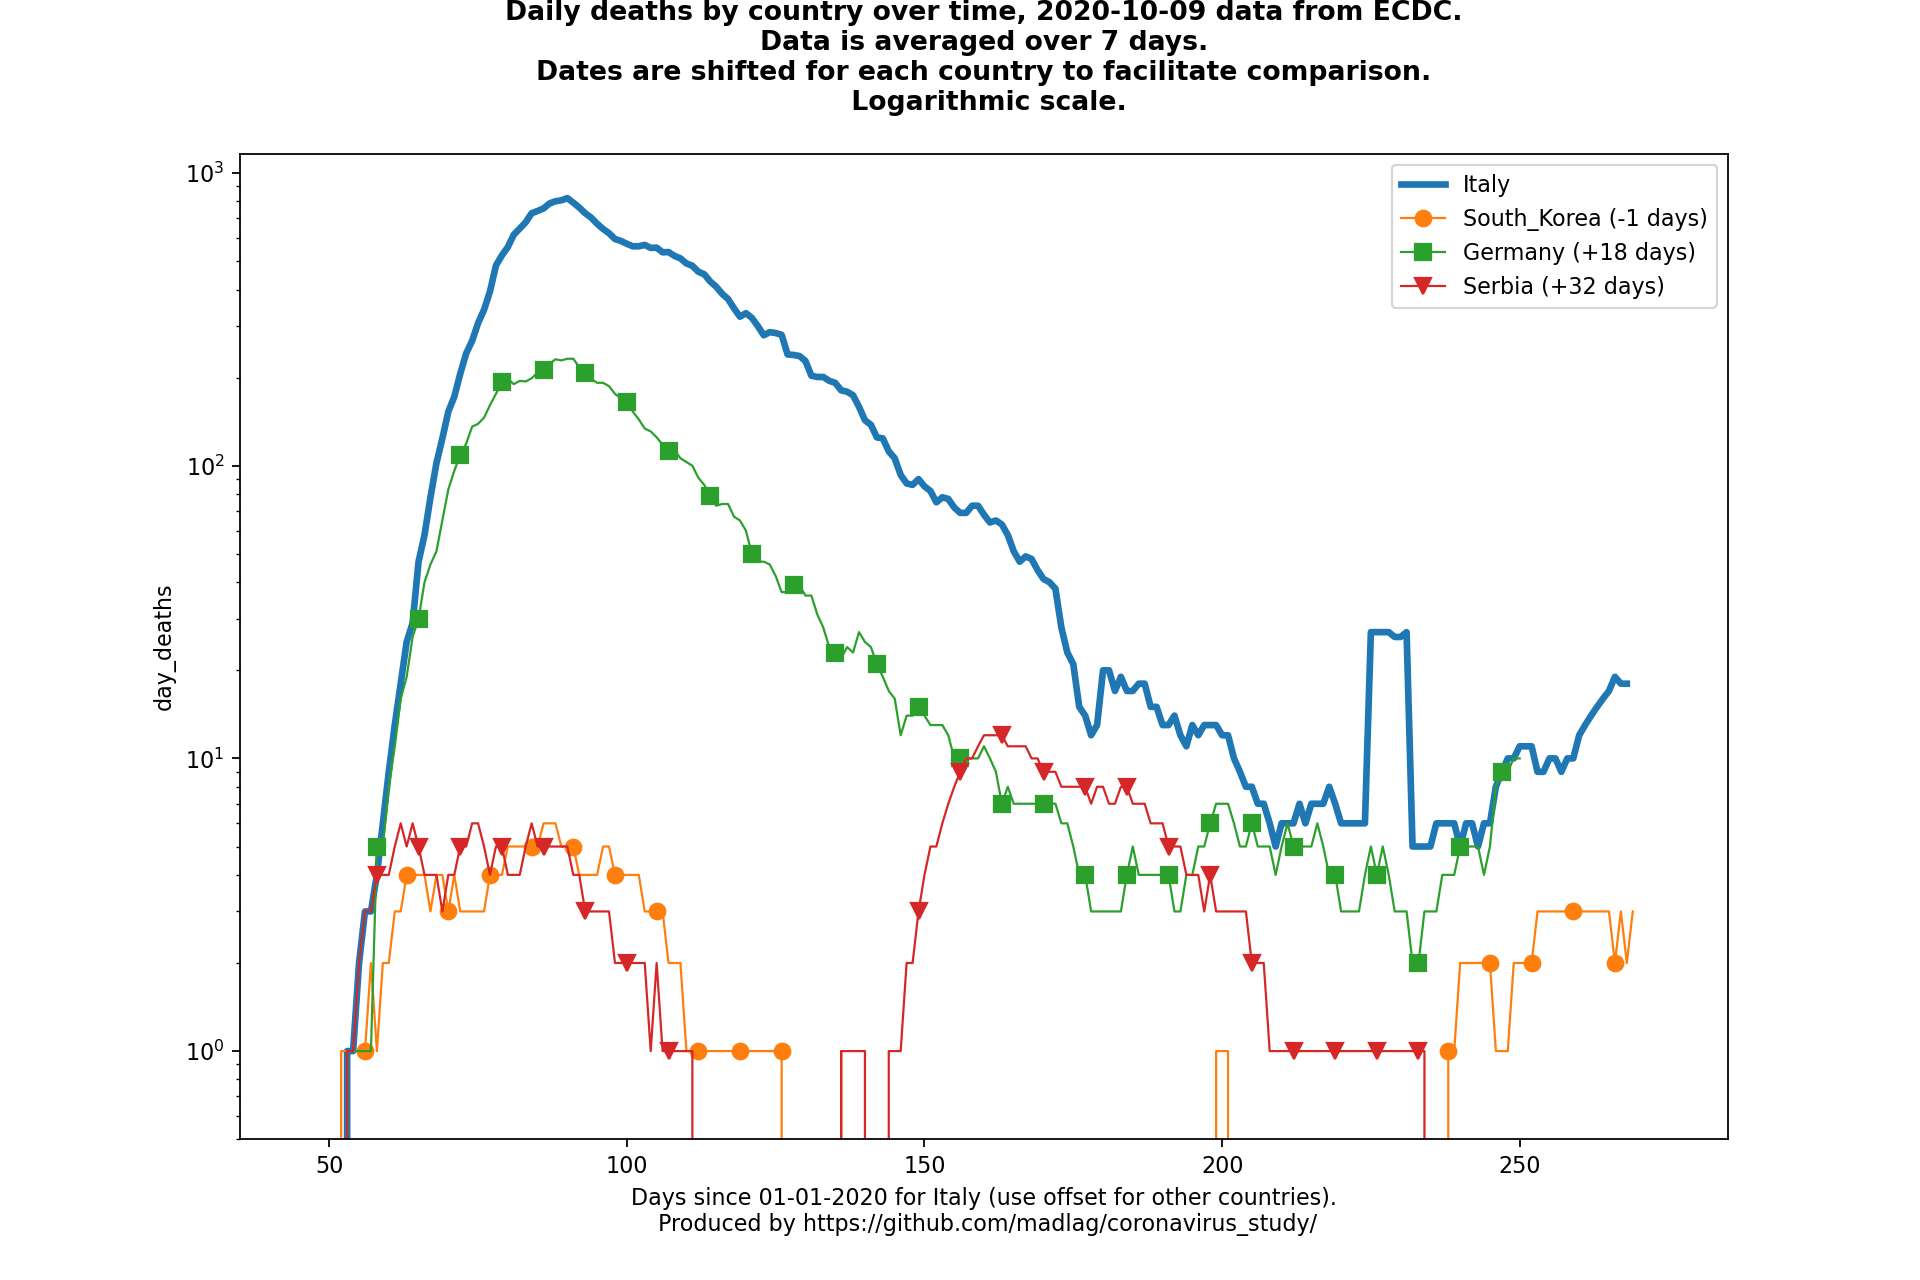 Daily deaths by country over time, 2020-10-09 data from ECDC.
Data is averaged over 7 days.
Dates are shifted for each country to facilitate comparison.
Logarithmic scale.
10³
10²
10¹
10⁰
day_deaths
Italy
South_Korea (-1 days)
Germany (+18 days)
Serbia (+32 days)
50 100 150 200 250
Days since 01-01-2020 for Italy (use offset for other countries).
Produced by https://github.com/madlag/coronavirus_study/